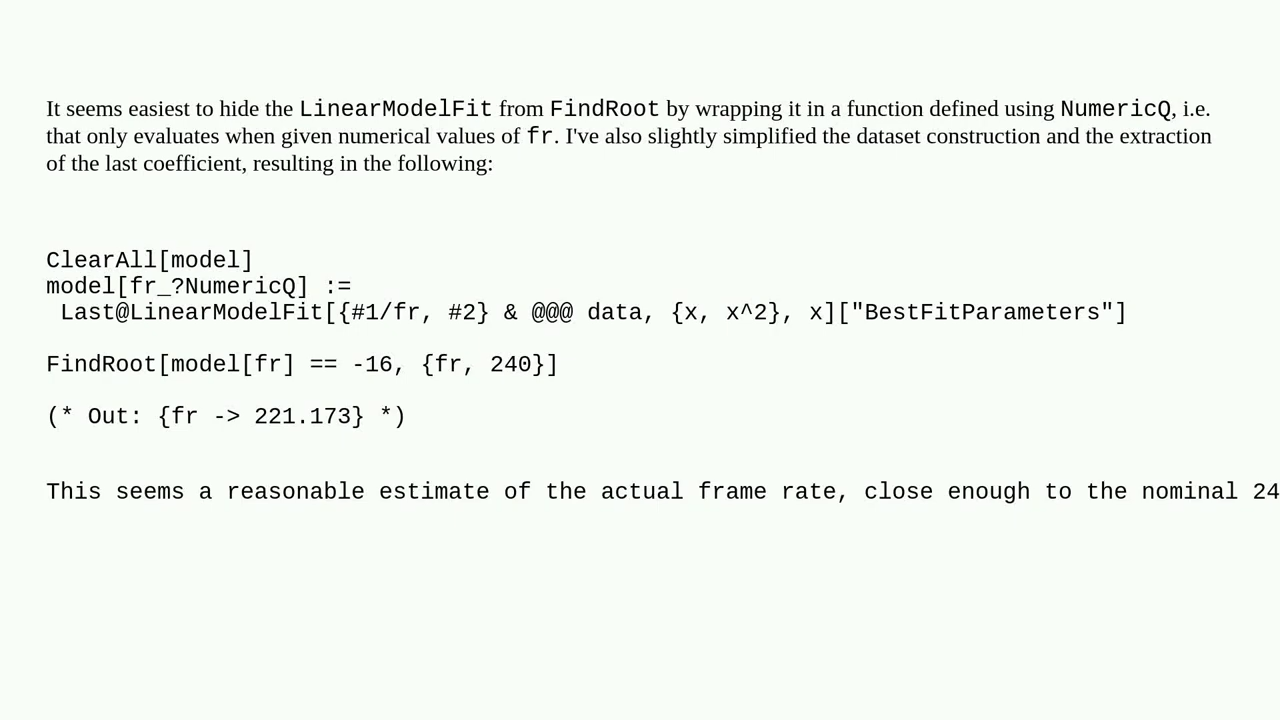 It seems easiest to hide the LinearModelFit from FindRoot by wrapping it in a function defined using NumericQ, i.e.
that only evaluates when given numerical values of fr. I've also slightly simplified the dataset construction and the extraction
of the last coefficient, resulting in the following:
ClearAll[model]
model[fr_?NumericQ] :=
 Last@LinearModelFit[{#1/fr, #2} & @@@ data, {x, x^2}, x]["BestFitParameters"]
FindRoot[model[fr] == -16, {fr, 240}]
(* Out: {fr -> 221.173} *)
This seems a reasonable estimate of the actual frame rate, close enough to the nominal 24